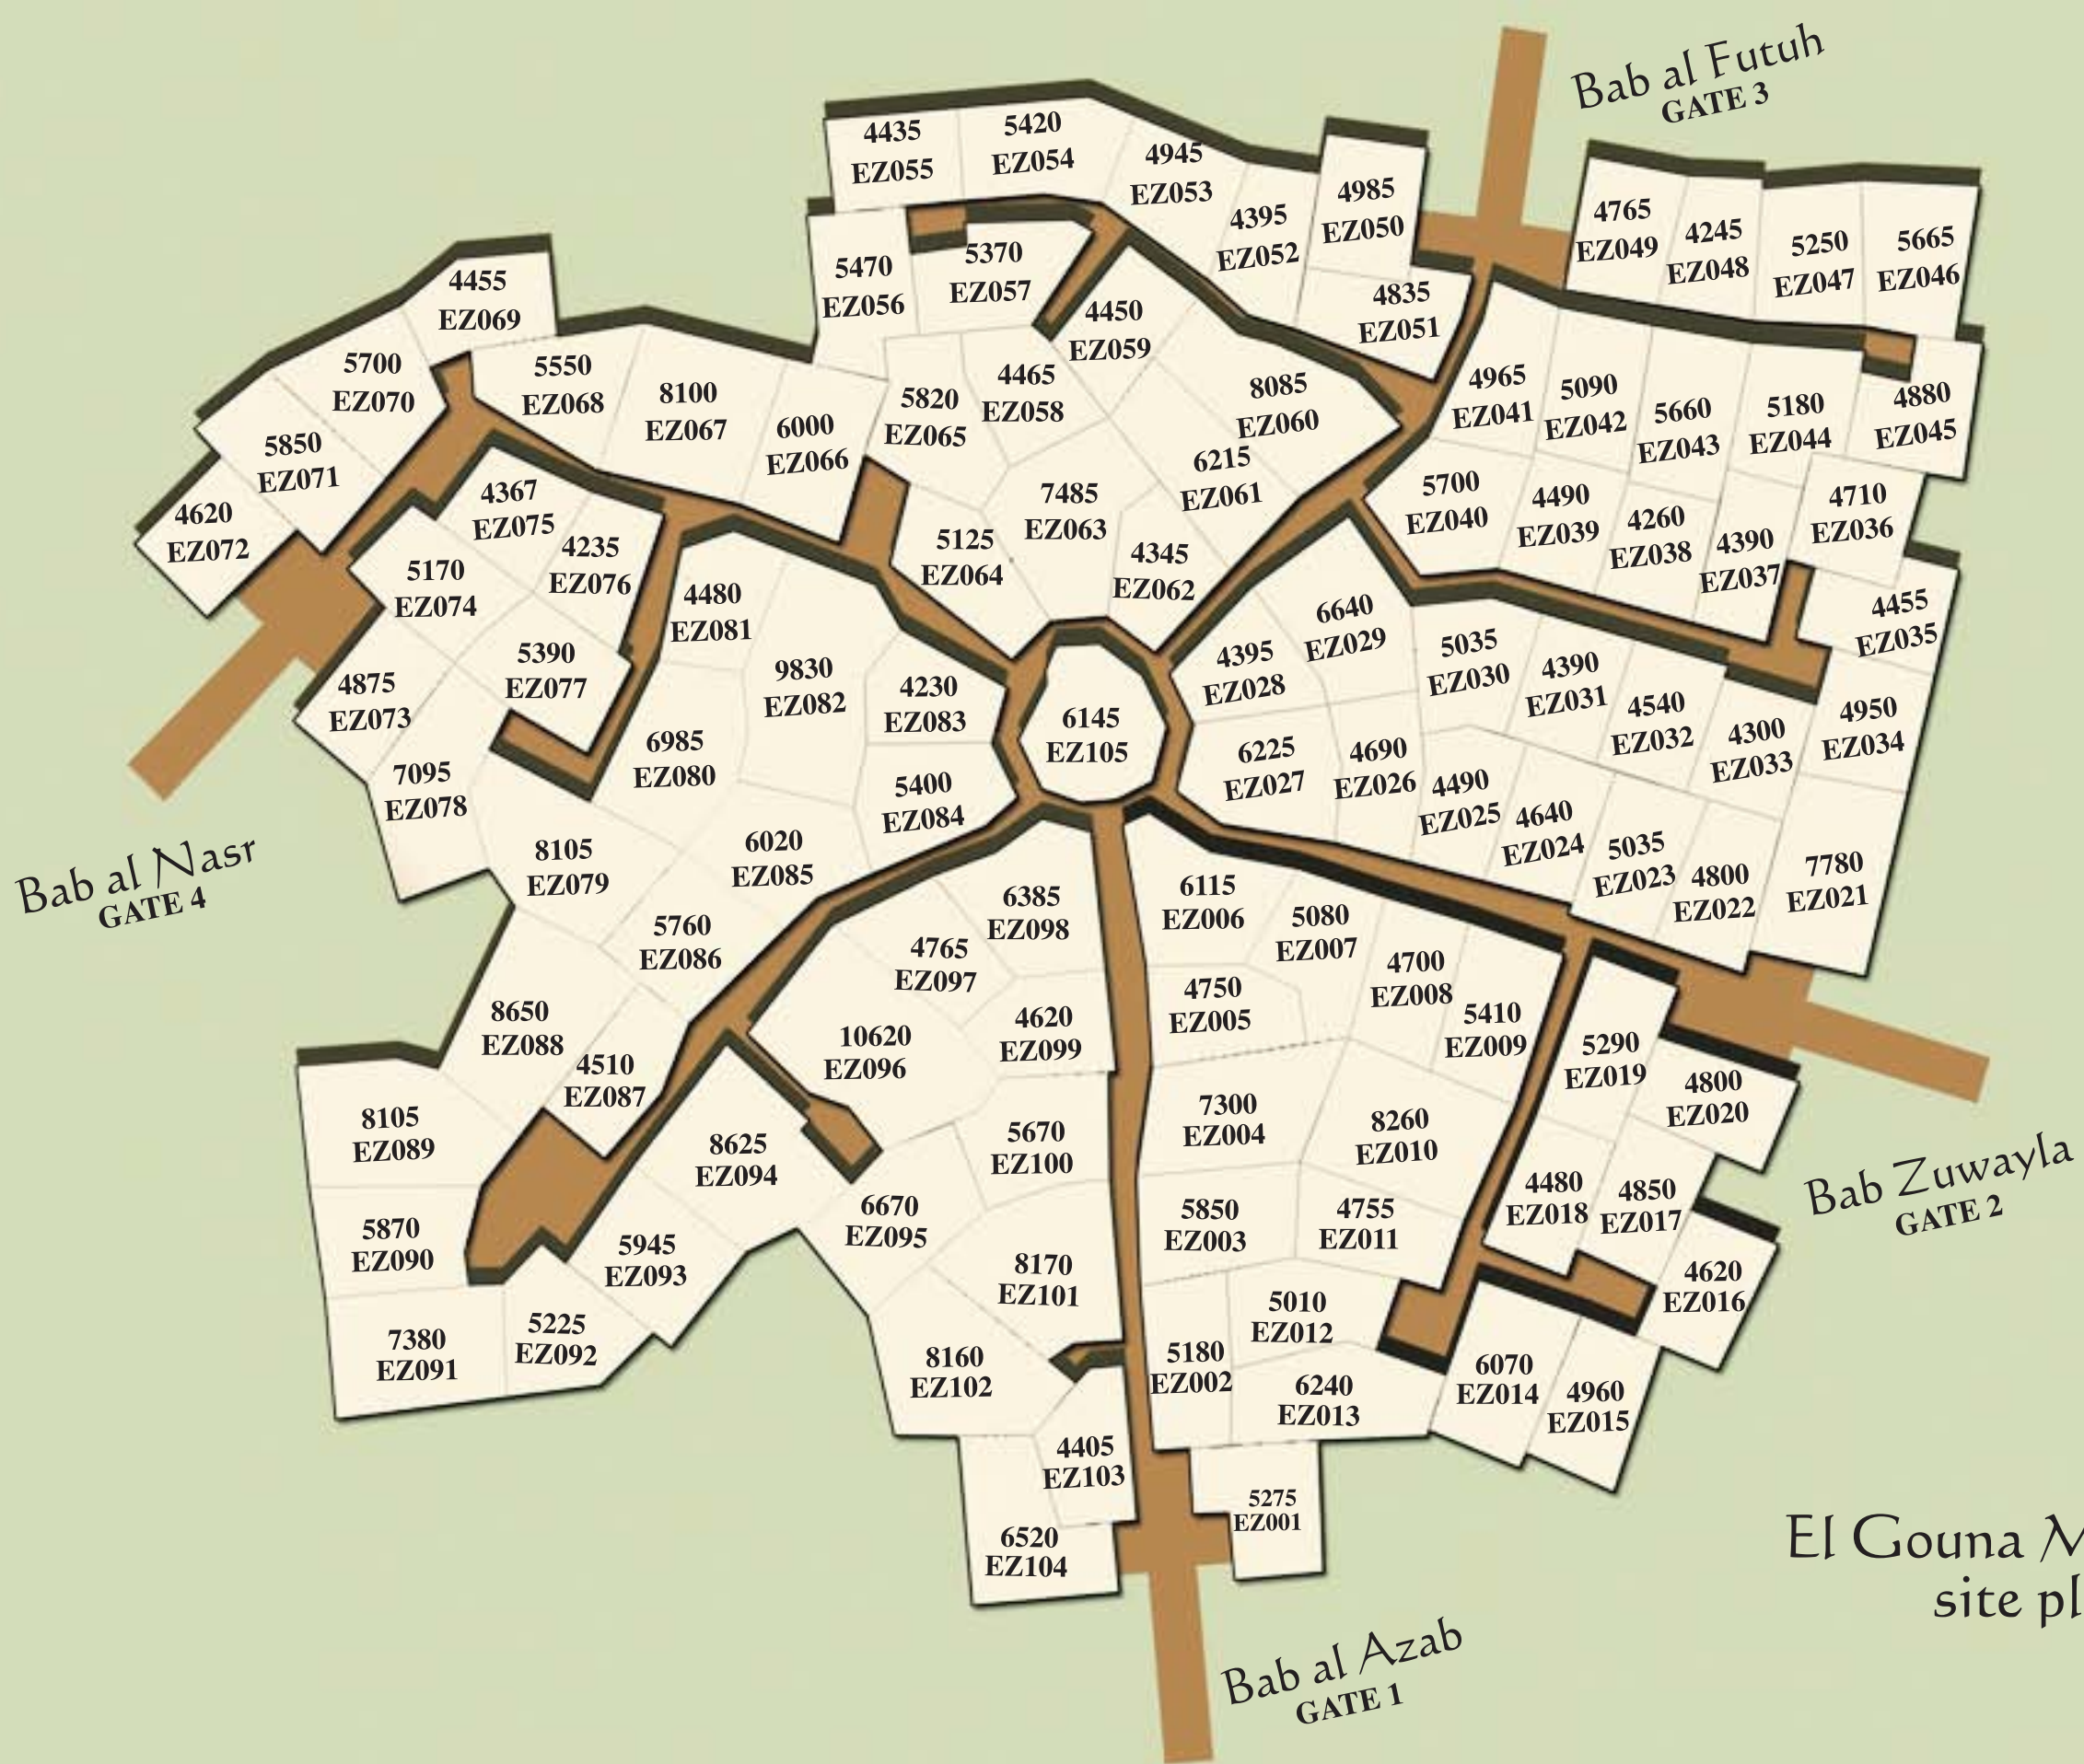 Bab al Futuh
GATE 3
4435
EZ055
5420
EZ054
4945
EZ053
4395
EZ052
4985
EZ050
4835
EZ051
4765
EZ049
4245
EZ048
5250
EZ047
5665
EZ046
5470
EZ056
5370
EZ057
4450
EZ059
4465
EZ058
5820
EZ065
8085
EZ060
6215
EZ061
7485
EZ063
4345
EZ062
5125
EZ064
4455
EZ069
5700
EZ070
5850
EZ071
4620
EZ072
5550
EZ068
8100
EZ067
6000
EZ066
4965
EZ041
5090
EZ042
5660
EZ043
5180
EZ044
4880
EZ045
5700
EZ040
4490
EZ039
4260
EZ038
4390
EZ037
4710
EZ036
4455
EZ035
4367
EZ075
4235
EZ076
5170
EZ074
5390
EZ077
4875
EZ073
7095
EZ078
4480
EZ081
9830
EZ082
4230
EZ083
6985
EZ080
5400
EZ084
8105
EZ079
6020
EZ085
5760
EZ086
6145
EZ105
4395
EZ028
6640
EZ029
5035
EZ030
4390
EZ031
4540
EZ032
4300
EZ033
4950
EZ034
6225
EZ027
4690
EZ026
4490
EZ025
4640
EZ024
5035
EZ023
4800
EZ022
7780
EZ021
Bab al Nasr
GATE 4
8650
EZ088
4510
EZ087
8105
EZ089
5870
EZ090
7380
EZ091
5225
EZ092
5945
EZ093
8625
EZ094
6385
EZ098
4765
EZ097
10620
EZ096
4620
EZ099
5670
EZ100
6670
EZ095
8170
EZ101
8160
EZ102
4405
EZ103
6520
EZ104
6115
EZ006
5080
EZ007
4700
EZ008
5410
EZ009
4750
EZ005
7300
EZ004
8260
EZ010
5850
EZ003
4755
EZ011
5180
EZ002
5010
EZ012
6240
EZ013
5275
EZ001
5290
EZ019
4800
EZ020
4480
EZ018
4850
EZ017
4620
EZ016
6070
EZ014
4960
EZ015
Bab Zuwayla
GATE 2
Bab al Azab
GATE 1
El Gouna M
site pl